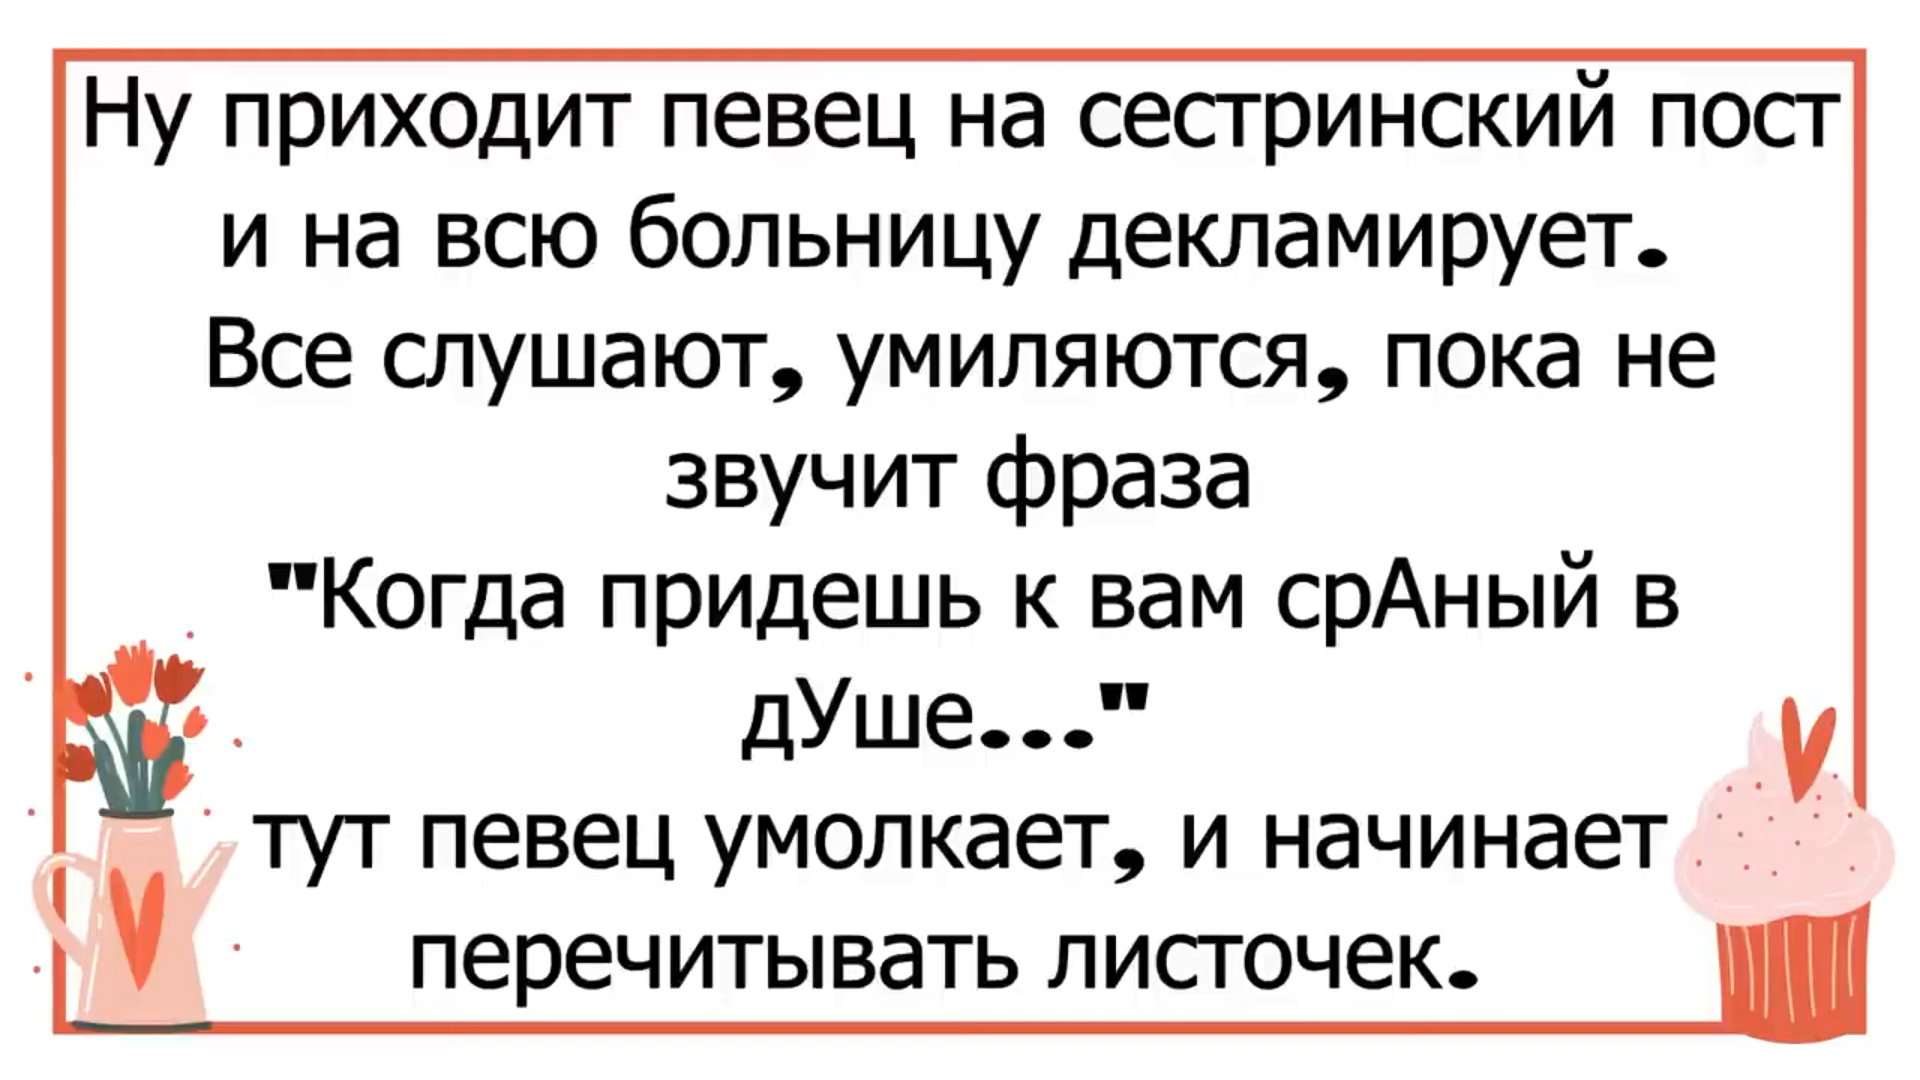 Ну приходит певец на сестринский пост
и на всю больницу декламирует.
Все слушают, умиляются, пока не
звучит фраза
"Когда придешь к вам срАный в
дУше..."
тут певец умолкает, и начинает
перечитывать листочек.